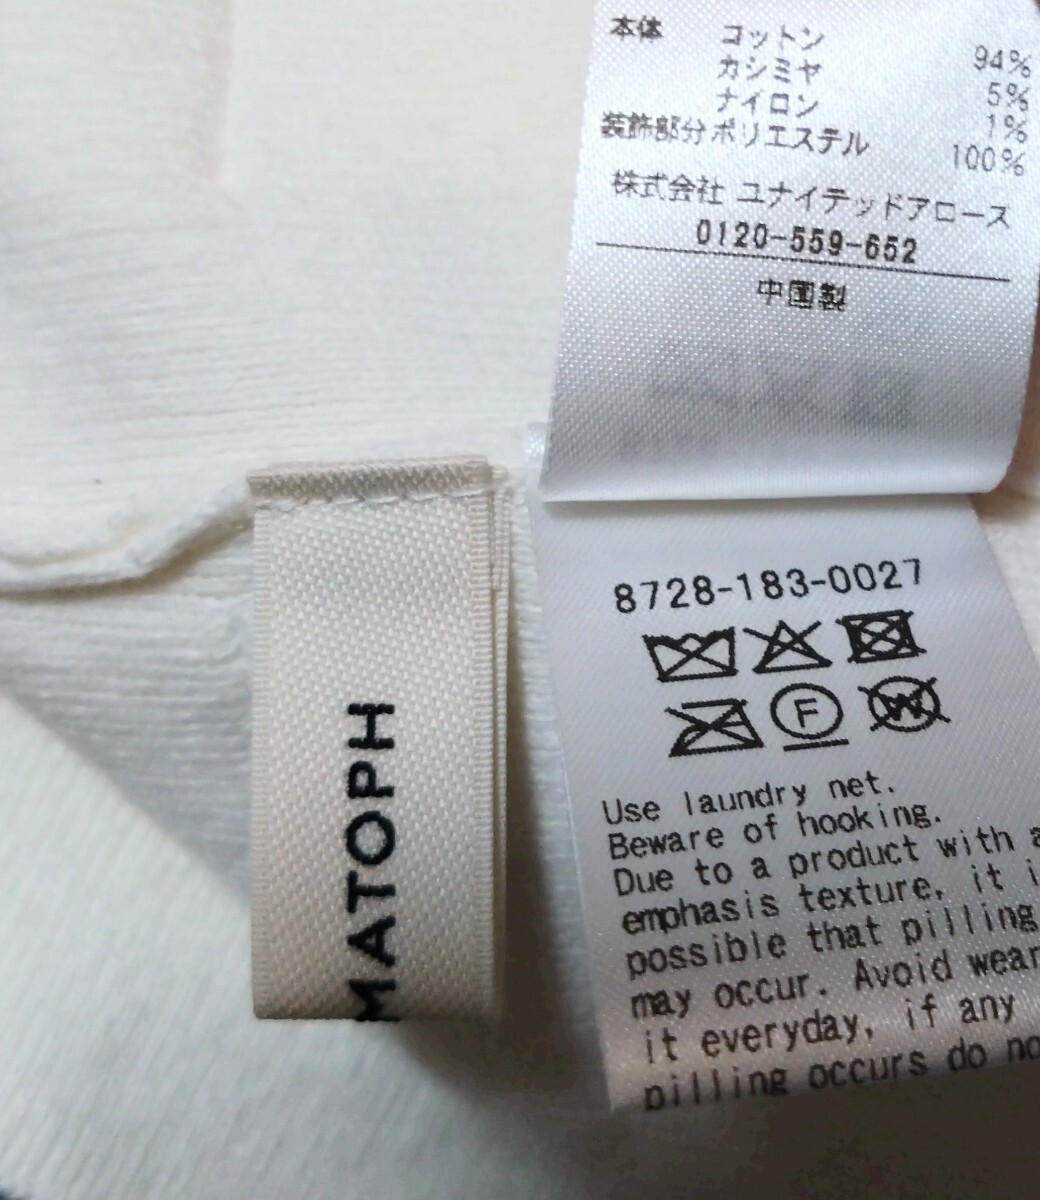 本体 コットン 94%
カシミヤ 5%
ナイロン 1%
装飾部分 ポリエステル 100%
株式会社 ユナイテッドアローズ
0120-559-652
中国製
MATOPH
8728-183-0027
F
W
Use laundry net.
Beware of hooking.
Due to a product with a
emphasis texture, it i
possible that pilling
may occur. Avoid wear
it everyday, if any
pilling occurs do no